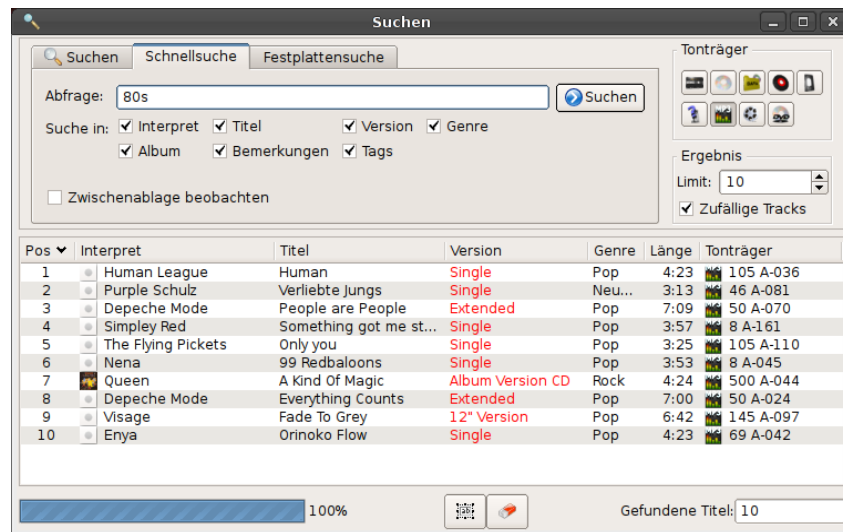 Suchen
Suchen Schnellsuche Festplattensuche
Tonträger
Abfrage: 80s Suchen
Suche in: Interpret Titel Version Genre
Album Bemerkungen Tags
Ergebnis
Limit: 10
Zwischenablage beobachten
Zufällige Tracks
Pos Interpret Titel Version Genre Länge Tonträger
1 Human League Human Single Pop 4:23 105 A-036
2 Purple Schulz Verliebte Jungs Single Neu... 3:13 46 A-081
3 Depeche Mode People are People Extended Pop 7:09 50 A-070
4 Simpley Red Something got me st... Single Pop 3:57 8 A-161
5 The Flying Pickets Only you Single Pop 3:25 105 A-110
6 Nena 99 Redbaloons Single Pop 3:53 8 A-045
7 Queen A Kind Of Magic Album Version CD Rock 4:24 500 A-044
8 Depeche Mode Everything Counts Extended Pop 7:00 50 A-024
9 Visage Fade To Grey 12" Version Pop 6:42 145 A-097
10 Enya Orinoko Flow Single Pop 4:23 69 A-042
100% Gefundene Titel: 10